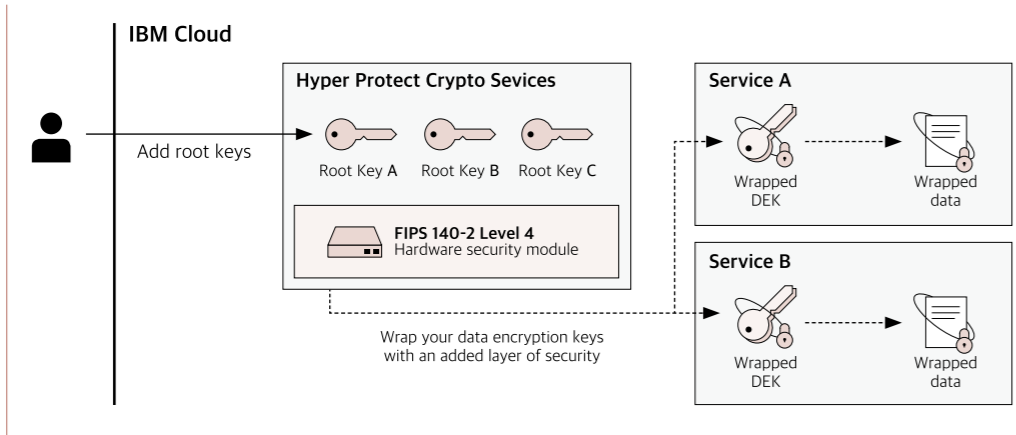 IBM Cloud
Add root keys
Hyper Protect Crypto Sevices
Root Key A
Root Key B
Root Key C
FIPS 140-2 Level 4
Hardware security module
Wrap your data encryption keys
with an added layer of security
Service A
Wrapped
DEK
Wrapped
data
Service B
Wrapped
DEK
Wrapped
data